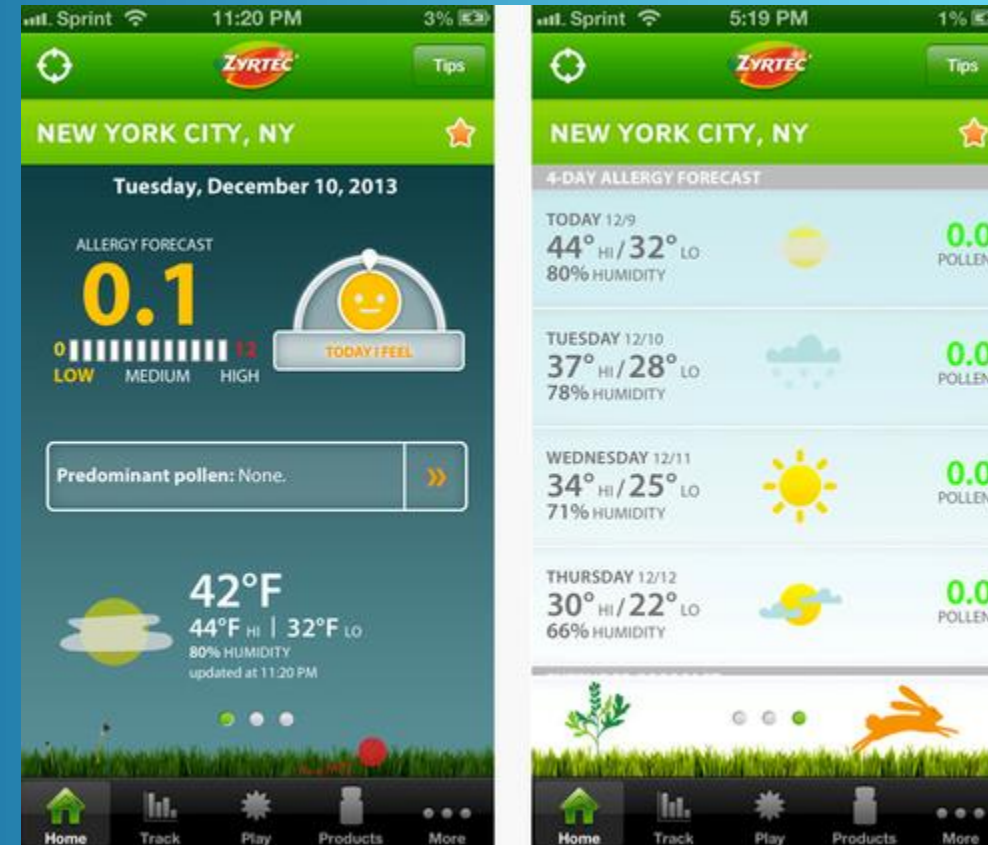 Sprint 11:20 PM 3%
ZYRTEC
Tips
NEW YORK CITY, NY
Tuesday, December 10, 2013
ALLERGY FORECAST
0.1
0 12
LOW MEDIUM HIGH
TODAY I FEEL
Predominant pollen: None.
42°F
44°F HI | 32°F LO
80% HUMIDITY
updated at 11:20 PM
Home Track Play Products More
Sprint 5:19 PM 1%
ZYRTEC
Tips
NEW YORK CITY, NY
4-DAY ALLERGY FORECAST
TODAY 12/9
44° HI / 32° LO
80% HUMIDITY
0.0
POLLEN
TUESDAY 12/10
37° HI / 28° LO
78% HUMIDITY
0.0
POLLEN
WEDNESDAY 12/11
34° HI / 25° LO
71% HUMIDITY
0.0
POLLEN
THURSDAY 12/12
30° HI / 22° LO
66% HUMIDITY
0.0
POLLEN
Home Track Play Products More